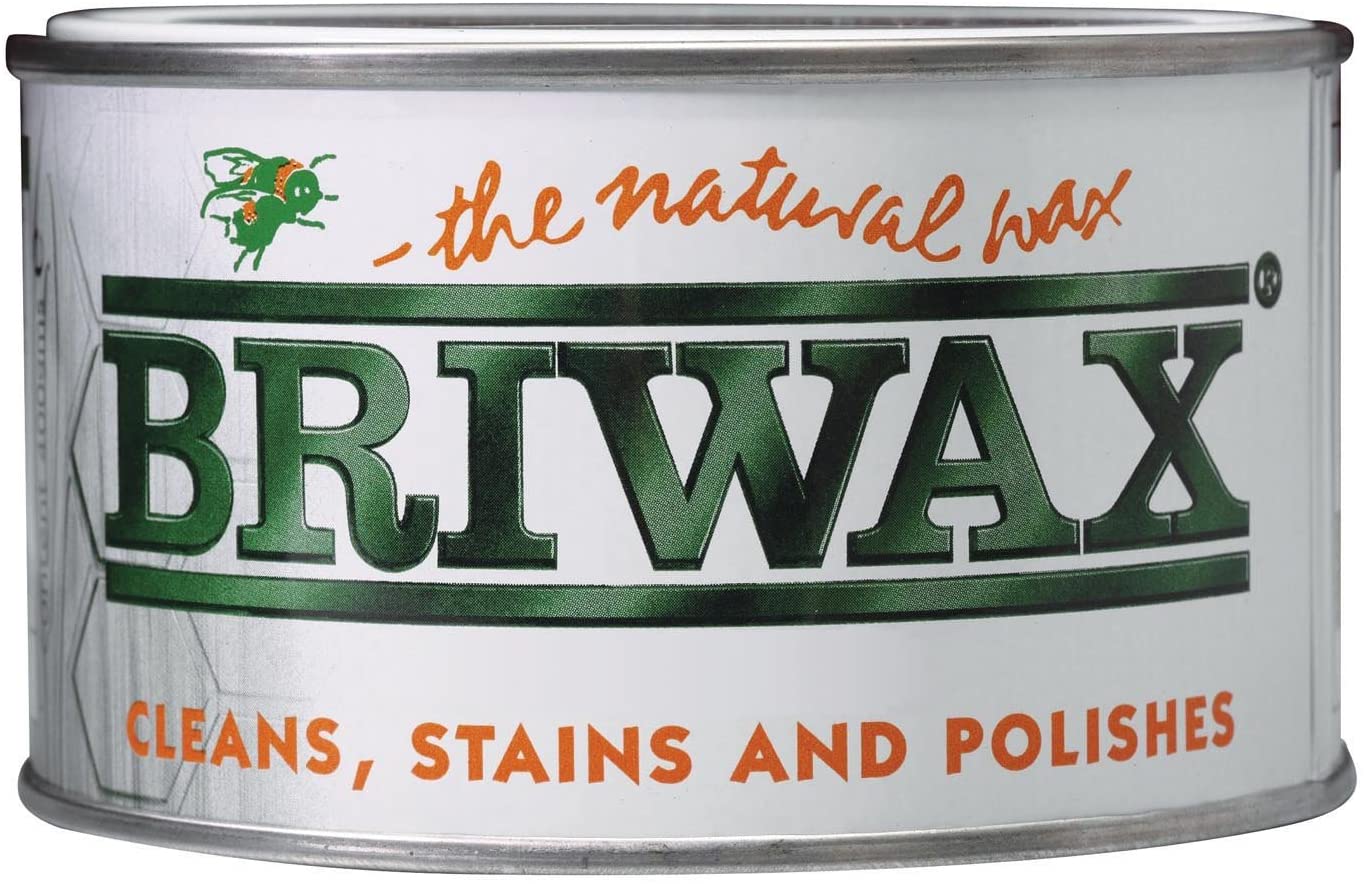 - the natural wax
BRIWAX®
CLEANS, STAINS AND POLISHES